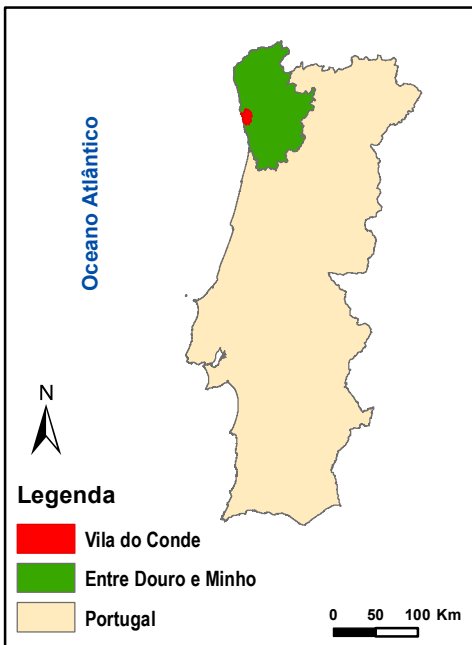 Oceano Atlântico
N
Legenda
Vila do Conde
Entre Douro e Minho
Portugal
0 50 100 Km